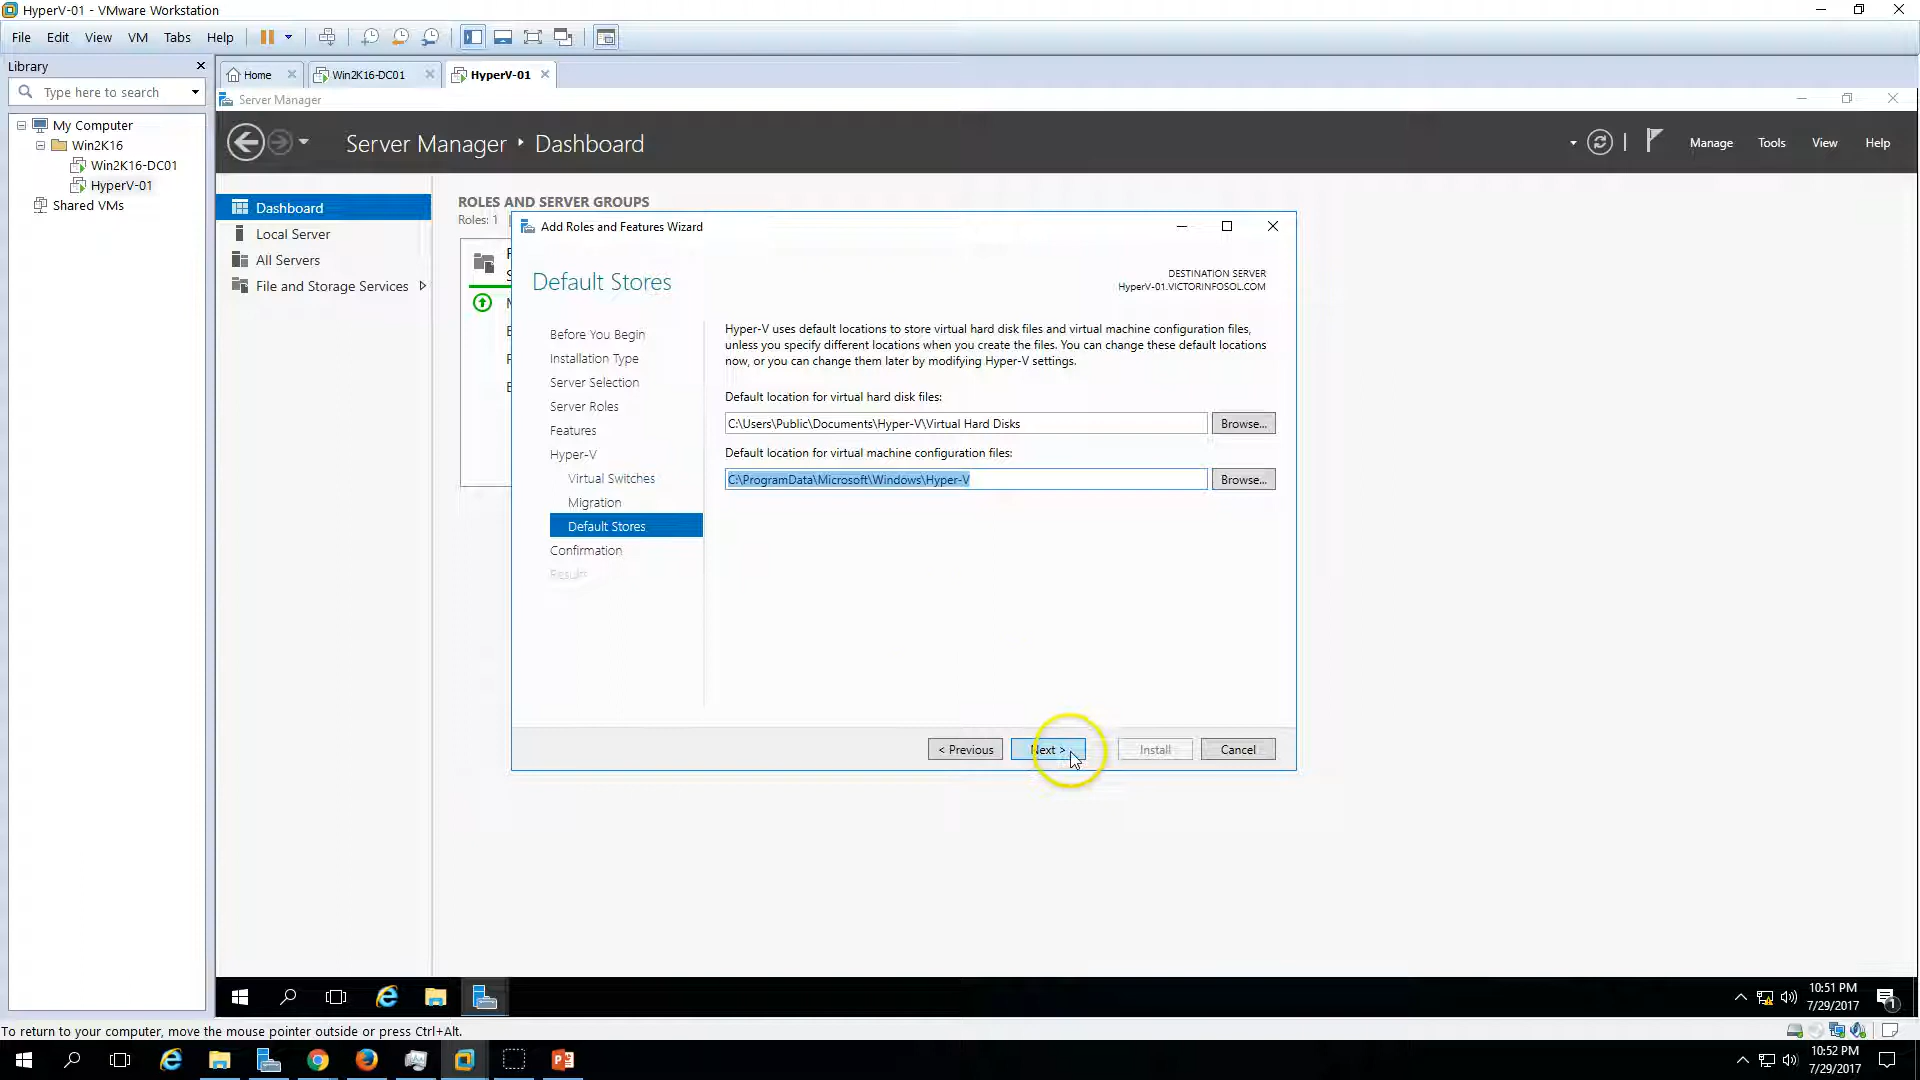 HyperV-01 - VMware Workstation
File Edit View VM Tabs Help
Library
Home
Win2K16-DC01
HyperV-01
Type here to search
Server Manager
My Computer
Win2K16
Win2K16-DC01
HyperV-01
Shared VMs
Server Manager • Dashboard
Manage Tools View Help
Dashboard
Local Server
All Servers
File and Storage Services
ROLES AND SERVER GROUPS
Roles: 1
Add Roles and Features Wizard
Default Stores
DESTINATION SERVER
HyperV-01.VICTORINFOSOL.COM
Before You Begin
Installation Type
Server Selection
Server Roles
Features
Hyper-V
Virtual Switches
Migration
Default Stores
Confirmation
Results
Hyper-V uses default locations to store virtual hard disk files and virtual machine configuration files,
unless you specify different locations when you create the files. You can change these default locations
now, or you can change them later by modifying Hyper-V settings.
Default location for virtual hard disk files:
C:\Users\Public\Documents\Hyper-V\Virtual Hard Disks
Browse...
Default location for virtual machine configuration files:
C:\ProgramData\Microsoft\Windows\Hyper-V
Browse...
< Previous
Next >
Install
Cancel
10:51 PM
7/29/2017
1
To return to your computer, move the mouse pointer outside or press Ctrl+Alt.
10:52 PM
7/29/2017